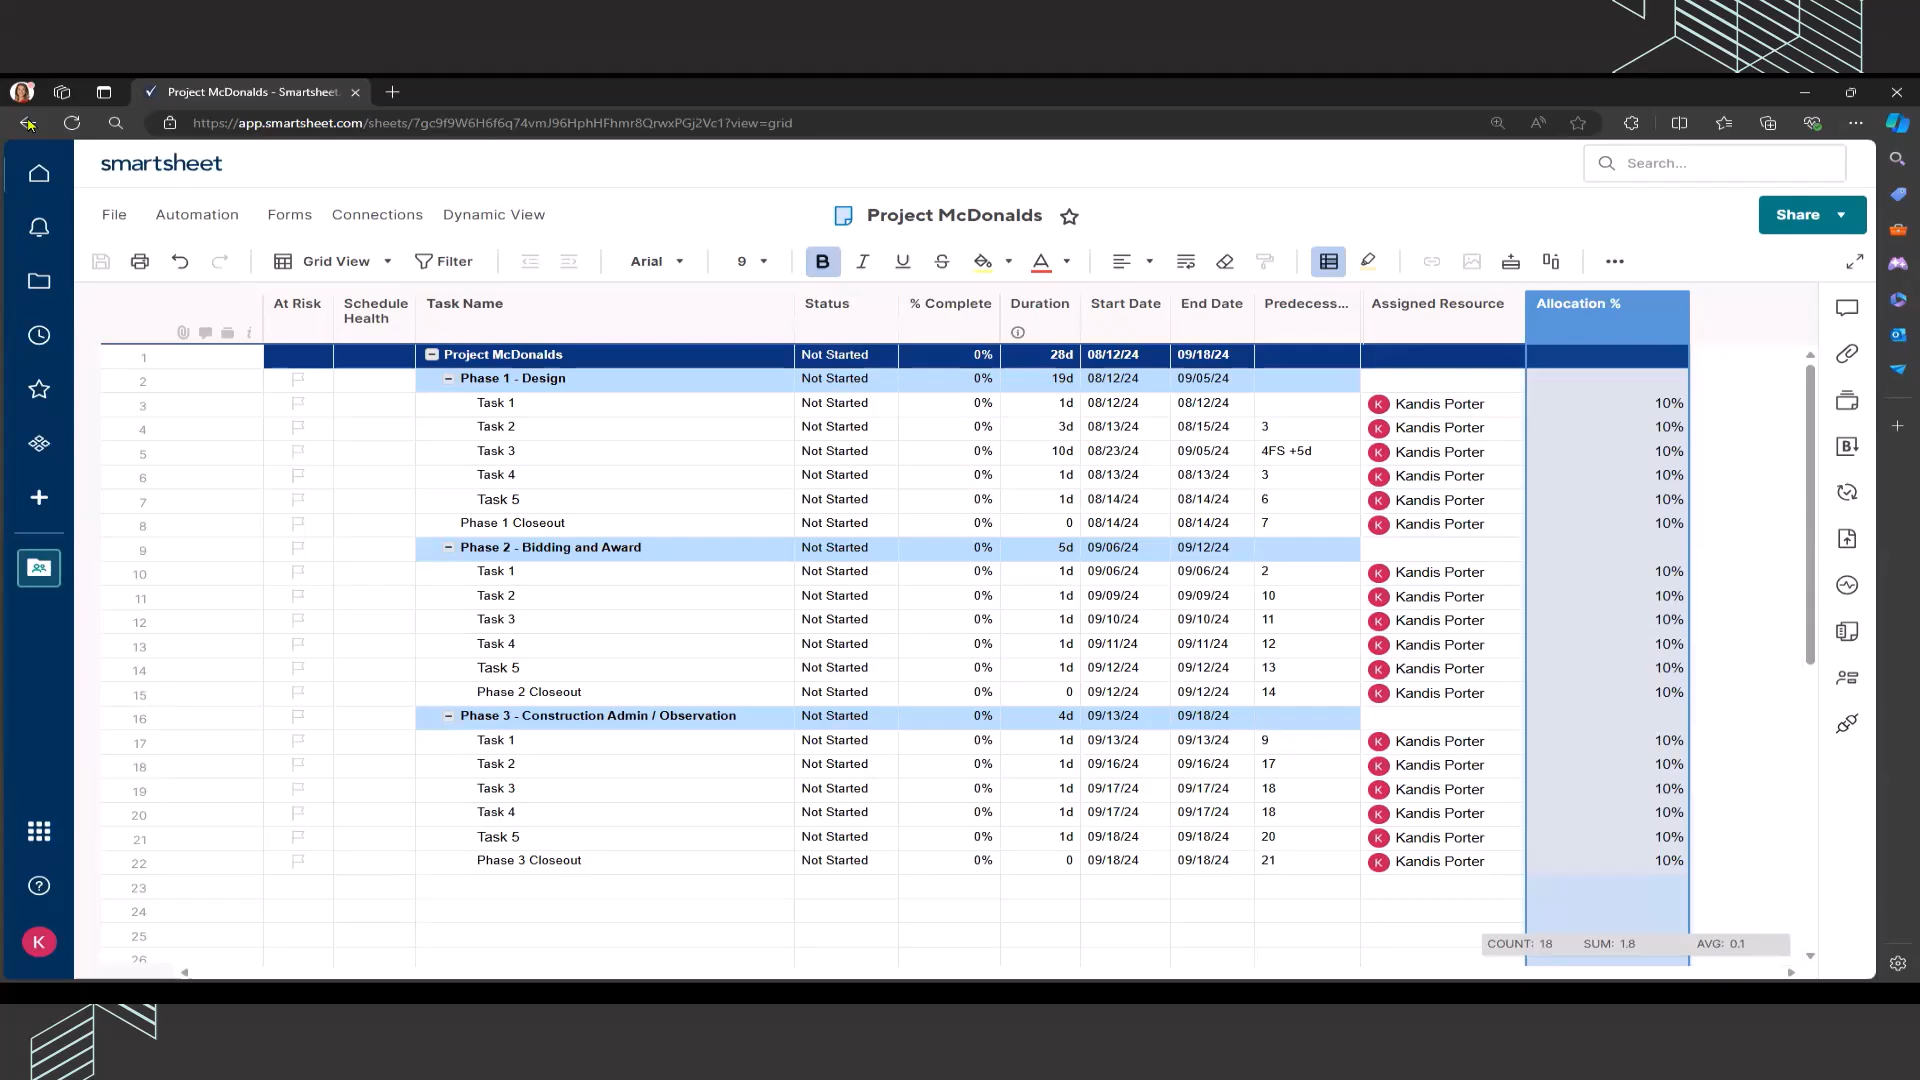 Project McDonalds - Smartsheet.
https://app.smartsheet.com/sheets/7gc9f9W6H6f6q74vmJ96HphHFhmr8QrwxPGj2Vc1?view=grid
smartsheet
Search...
File Automation Forms Connections Dynamic View
Project McDonalds
Share
Grid View Filter Arial 9 B I U S A
At Risk Schedule Health Task Name Status % Complete Duration Start Date End Date Predecess... Assigned Resource Allocation %
1 Project McDonalds Not Started 0% 28d 08/12/24 09/18/24
2 Phase 1 - Design Not Started 0% 19d 08/12/24 09/05/24
3 Task 1 Not Started 0% 1d 08/12/24 08/12/24 K Kandis Porter 10%
4 Task 2 Not Started 0% 3d 08/13/24 08/15/24 3 K Kandis Porter 10%
5 Task 3 Not Started 0% 10d 08/23/24 09/05/24 4FS +5d K Kandis Porter 10%
6 Task 4 Not Started 0% 1d 08/13/24 08/13/24 3 K Kandis Porter 10%
7 Task 5 Not Started 0% 1d 08/14/24 08/14/24 6 K Kandis Porter 10%
8 Phase 1 Closeout Not Started 0% 0 08/14/24 08/14/24 7 K Kandis Porter 10%
9 Phase 2 - Bidding and Award Not Started 0% 5d 09/06/24 09/12/24
10 Task 1 Not Started 0% 1d 09/06/24 09/06/24 2 K Kandis Porter 10%
11 Task 2 Not Started 0% 1d 09/09/24 09/09/24 10 K Kandis Porter 10%
12 Task 3 Not Started 0% 1d 09/10/24 09/10/24 11 K Kandis Porter 10%
13 Task 4 Not Started 0% 1d 09/11/24 09/11/24 12 K Kandis Porter 10%
14 Task 5 Not Started 0% 1d 09/12/24 09/12/24 13 K Kandis Porter 10%
15 Phase 2 Closeout Not Started 0% 0 09/12/24 09/12/24 14 K Kandis Porter 10%
16 Phase 3 - Construction Admin / Observation Not Started 0% 4d 09/13/24 09/18/24
17 Task 1 Not Started 0% 1d 09/13/24 09/13/24 9 K Kandis Porter 10%
18 Task 2 Not Started 0% 1d 09/16/24 09/16/24 17 K Kandis Porter 10%
19 Task 3 Not Started 0% 1d 09/17/24 09/17/24 18 K Kandis Porter 10%
20 Task 4 Not Started 0% 1d 09/17/24 09/17/24 18 K Kandis Porter 10%
21 Task 5 Not Started 0% 1d 09/18/24 09/18/24 20 K Kandis Porter 10%
22 Phase 3 Closeout Not Started 0% 0 09/18/24 09/18/24 21 K Kandis Porter 10%
23
24
25
26
COUNT: 18 SUM: 1.8 AVG: 0.1
K